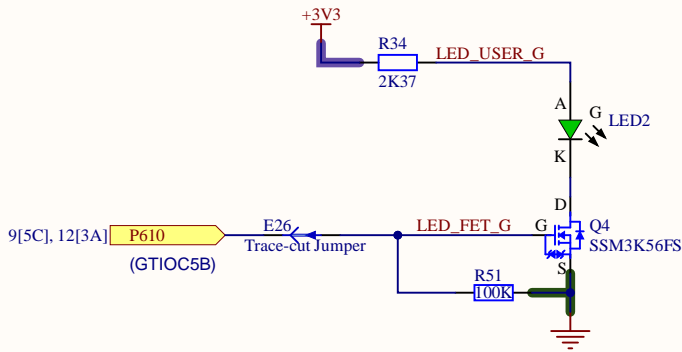 +3V3
R34
LED_USER_G
2K37
A
G
LED2
K
D
E26
LED_FET_G
G
Q4
9[5C], 12[3A]
P610
Trace-cut Jumper
SSM3K56FS
(GTIOC5B)
S
R51
100K